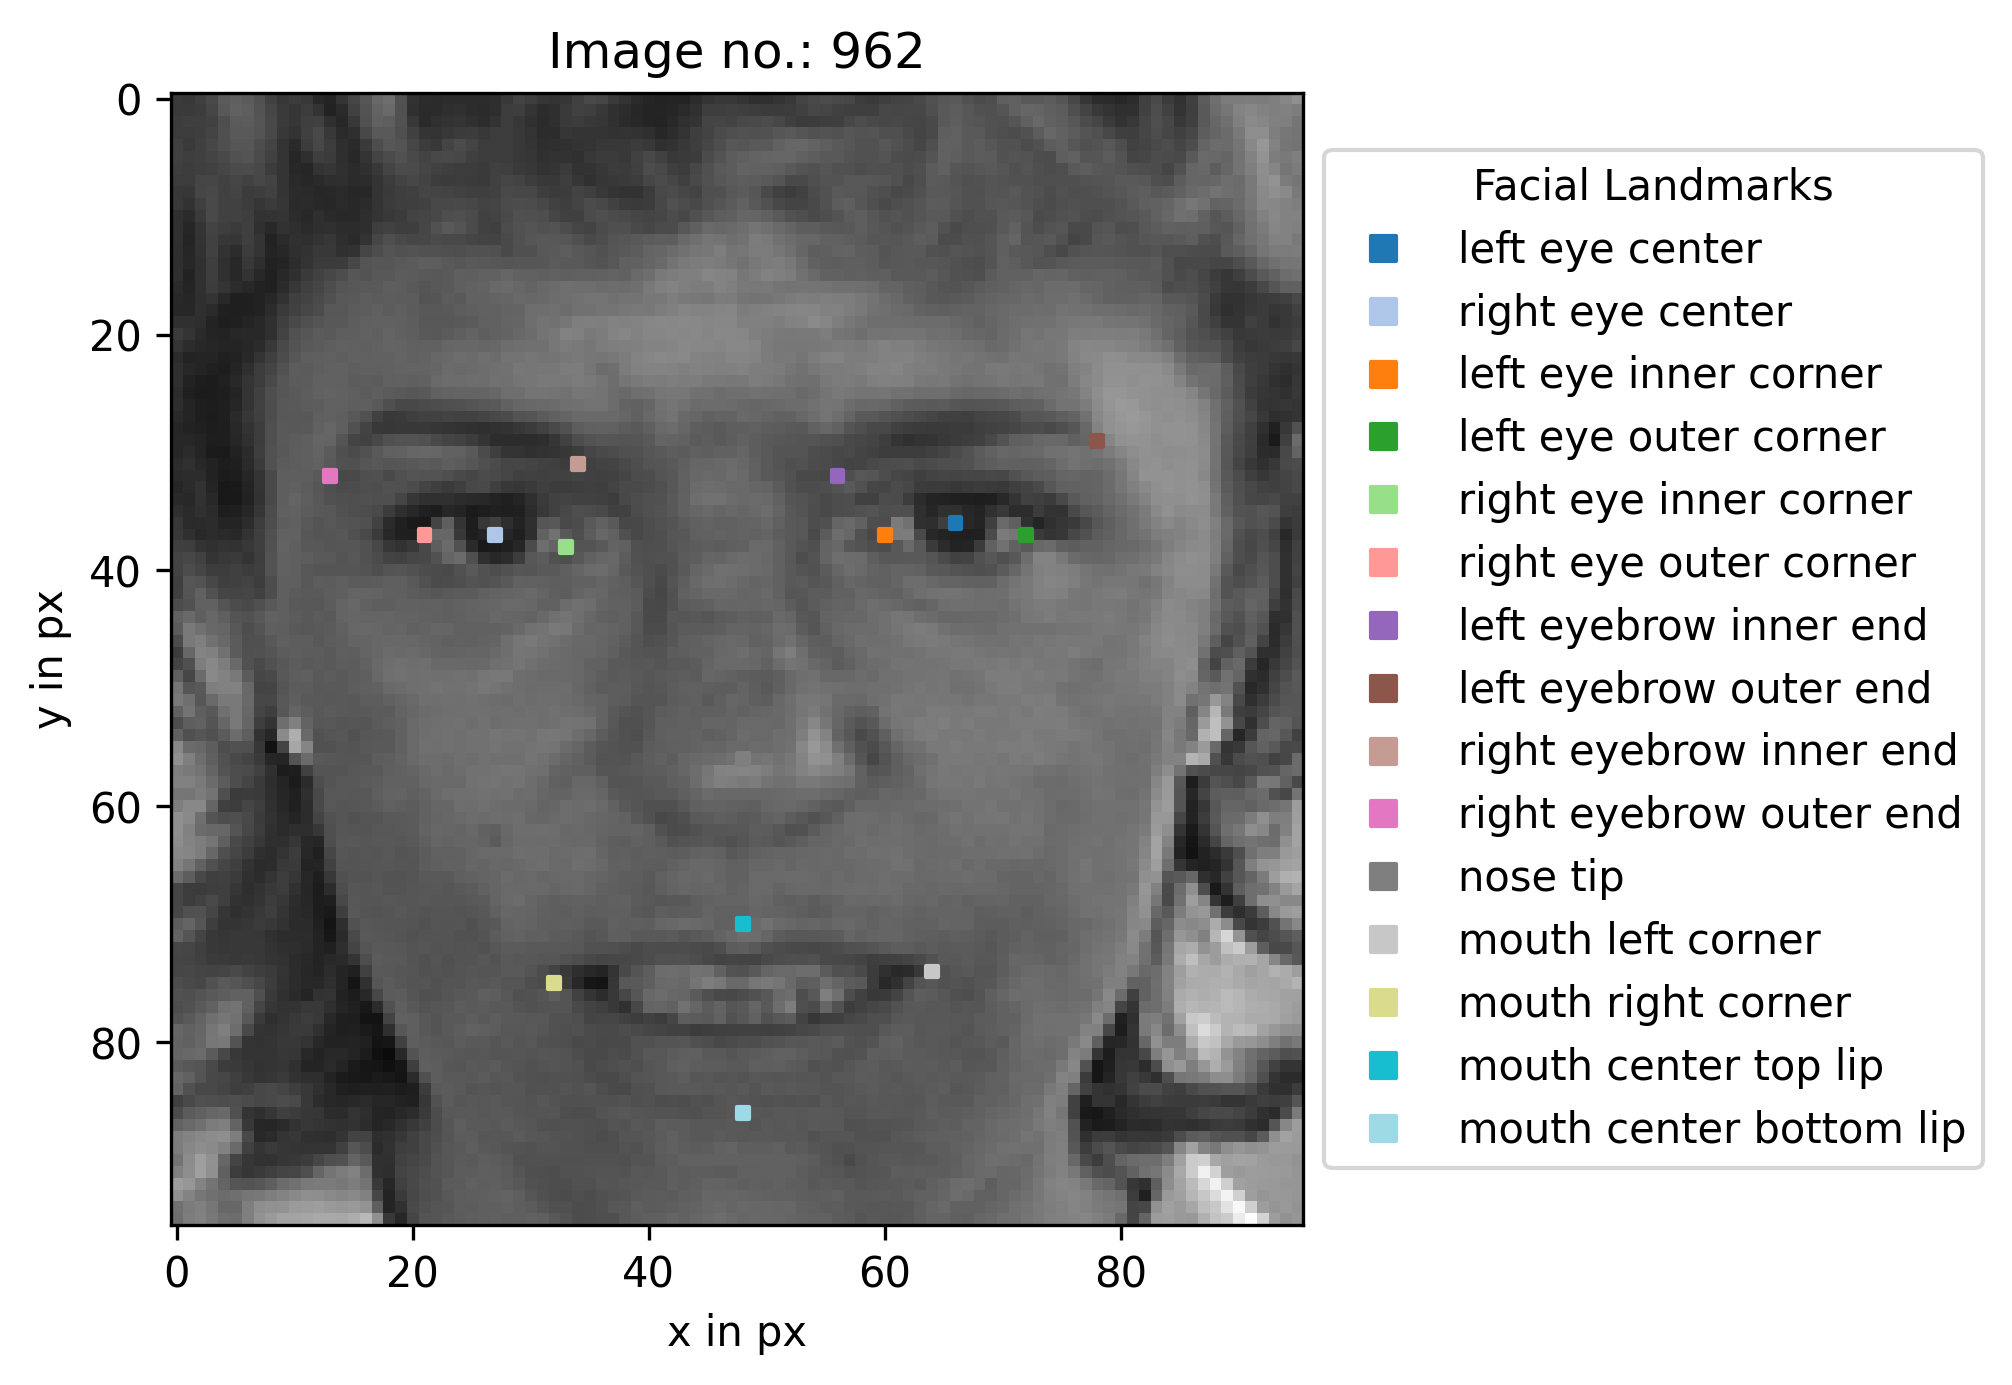 Image no.: 962
0
20
40
60
80
y in px
0 20 40 60 80
x in px
Facial Landmarks
left eye center
right eye center
left eye inner corner
left eye outer corner
right eye inner corner
right eye outer corner
left eyebrow inner end
left eyebrow outer end
right eyebrow inner end
right eyebrow outer end
nose tip
mouth left corner
mouth right corner
mouth center top lip
mouth center bottom lip